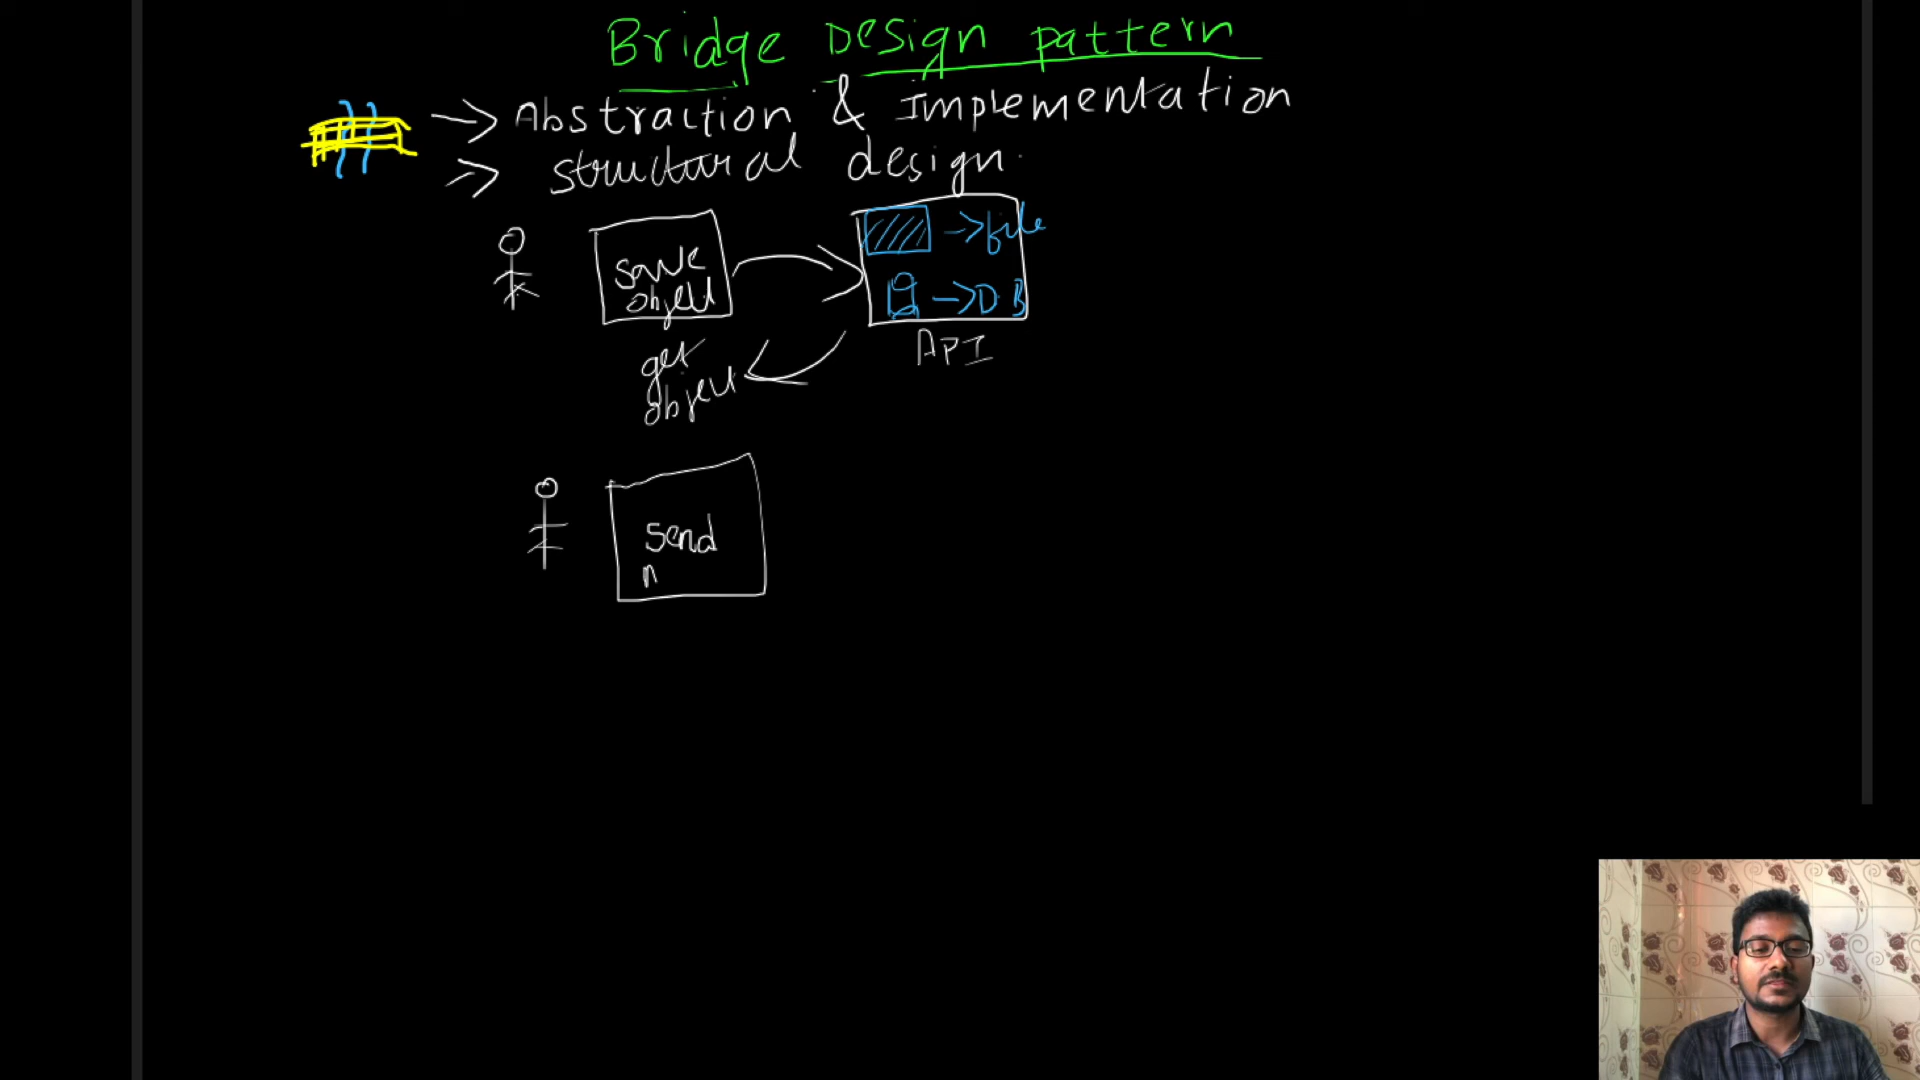 Bridge Design pattern
→ Abstraction & Implementation
→ structural design
save
object
→ file
→ DB
API
get
object
Send
n